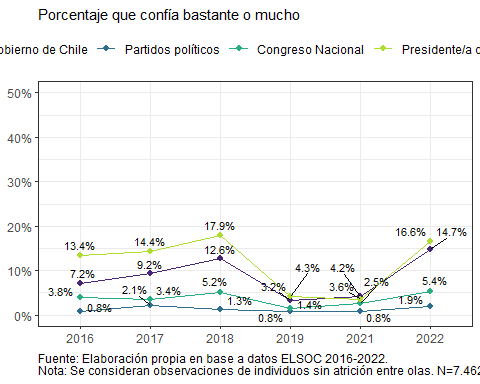 Porcentaje que confía bastante o mucho
obierno de Chile Partidos políticos Congreso Nacional Presidente/a
50%
40%
30%
20%
10%
0%
13.4% 14.4% 17.9% 4.3% 4.2% 16.6% 14.7%
7.2% 9.2% 12.6% 3.2% 3.6% 2.5%
3.8% 2.1% 3.4% 5.2% 5.4%
0.8% 1.3% 0.8% 1.4% 0.8% 1.9%
2016 2017 2018 2019 2021 2022
Fuente: Elaboración propia en base a datos ELSOC 2016-2022.
Nota: Se consideran observaciones de individuos sin atrición entre olas. N=7.462